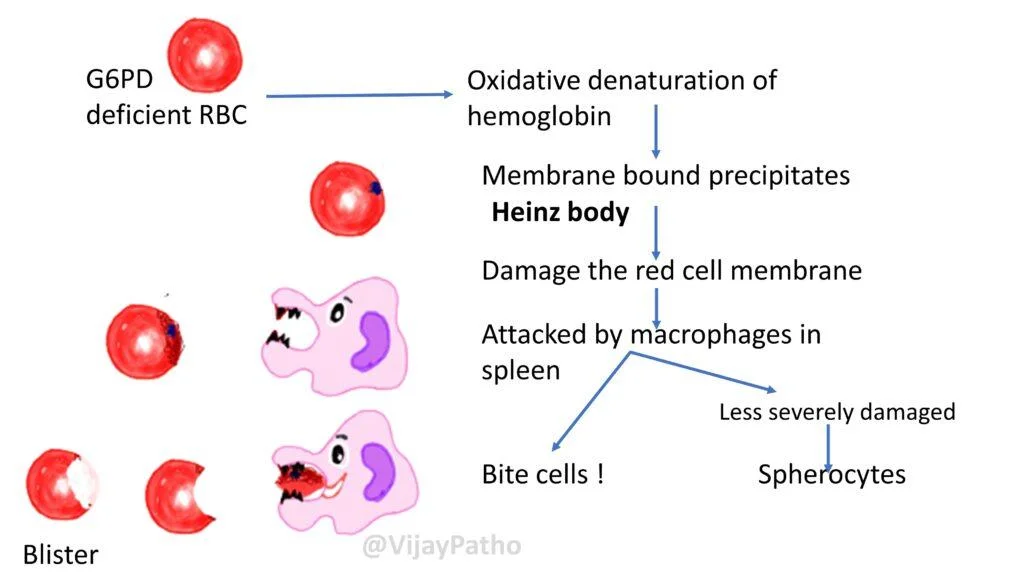 G6PD
deficient RBC
Oxidative denaturation of
hemoglobin
Membrane bound precipitates
Heinz body
Damage the red cell membrane
Attacked by macrophages in
spleen
Less severely damaged
Bite cells !
Spherocytes
Blister
@VijayPatho